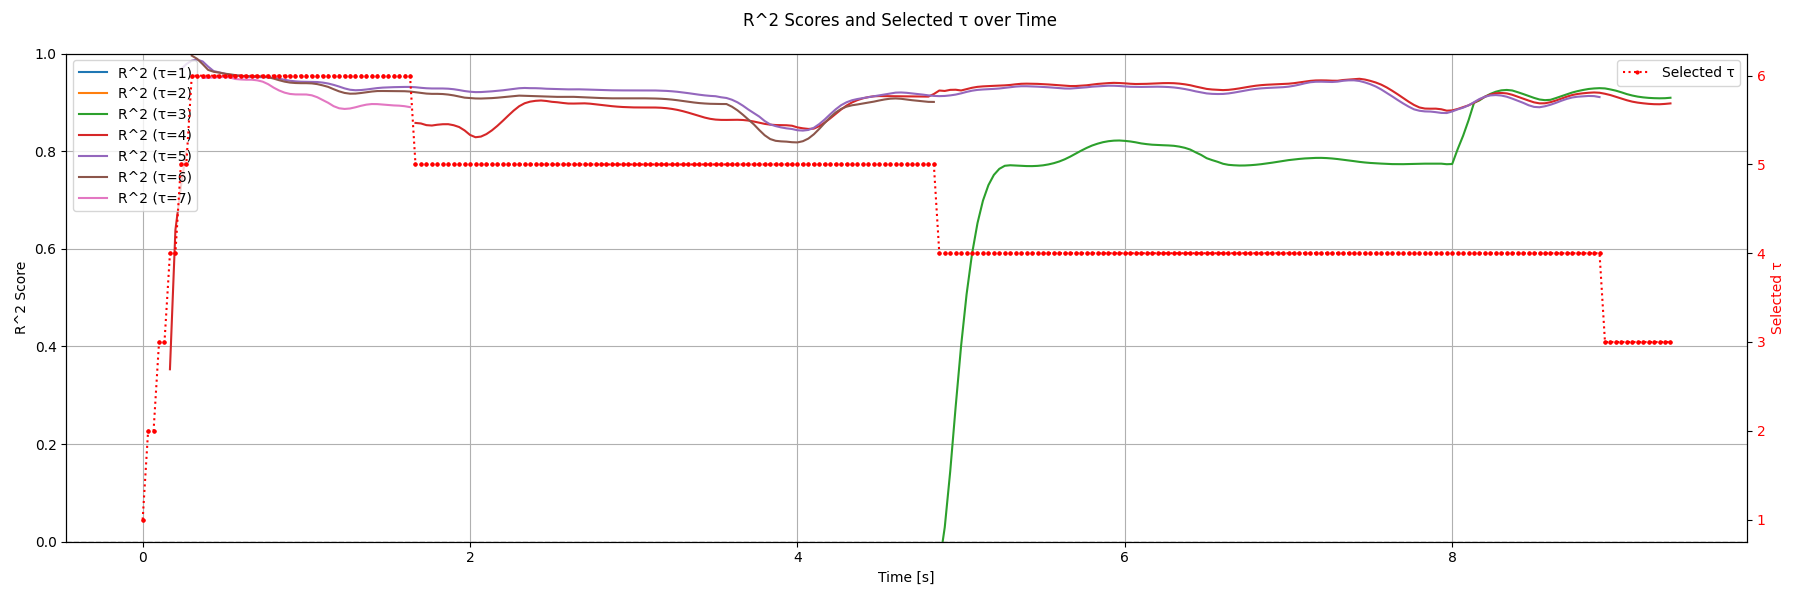 R^2 Scores and Selected τ over Time
R^2 (τ=1)
R^2 (τ=2)
R^2 (τ=3)
R^2 (τ=4)
R^2 (τ=5)
R^2 (τ=6)
R^2 (τ=7)
Selected τ
1.0
0.8
0.6
0.4
0.2
0.0
R^2 Score
6
5
4
3
2
1
Selected τ
0 2 4 6 8
Time [s]